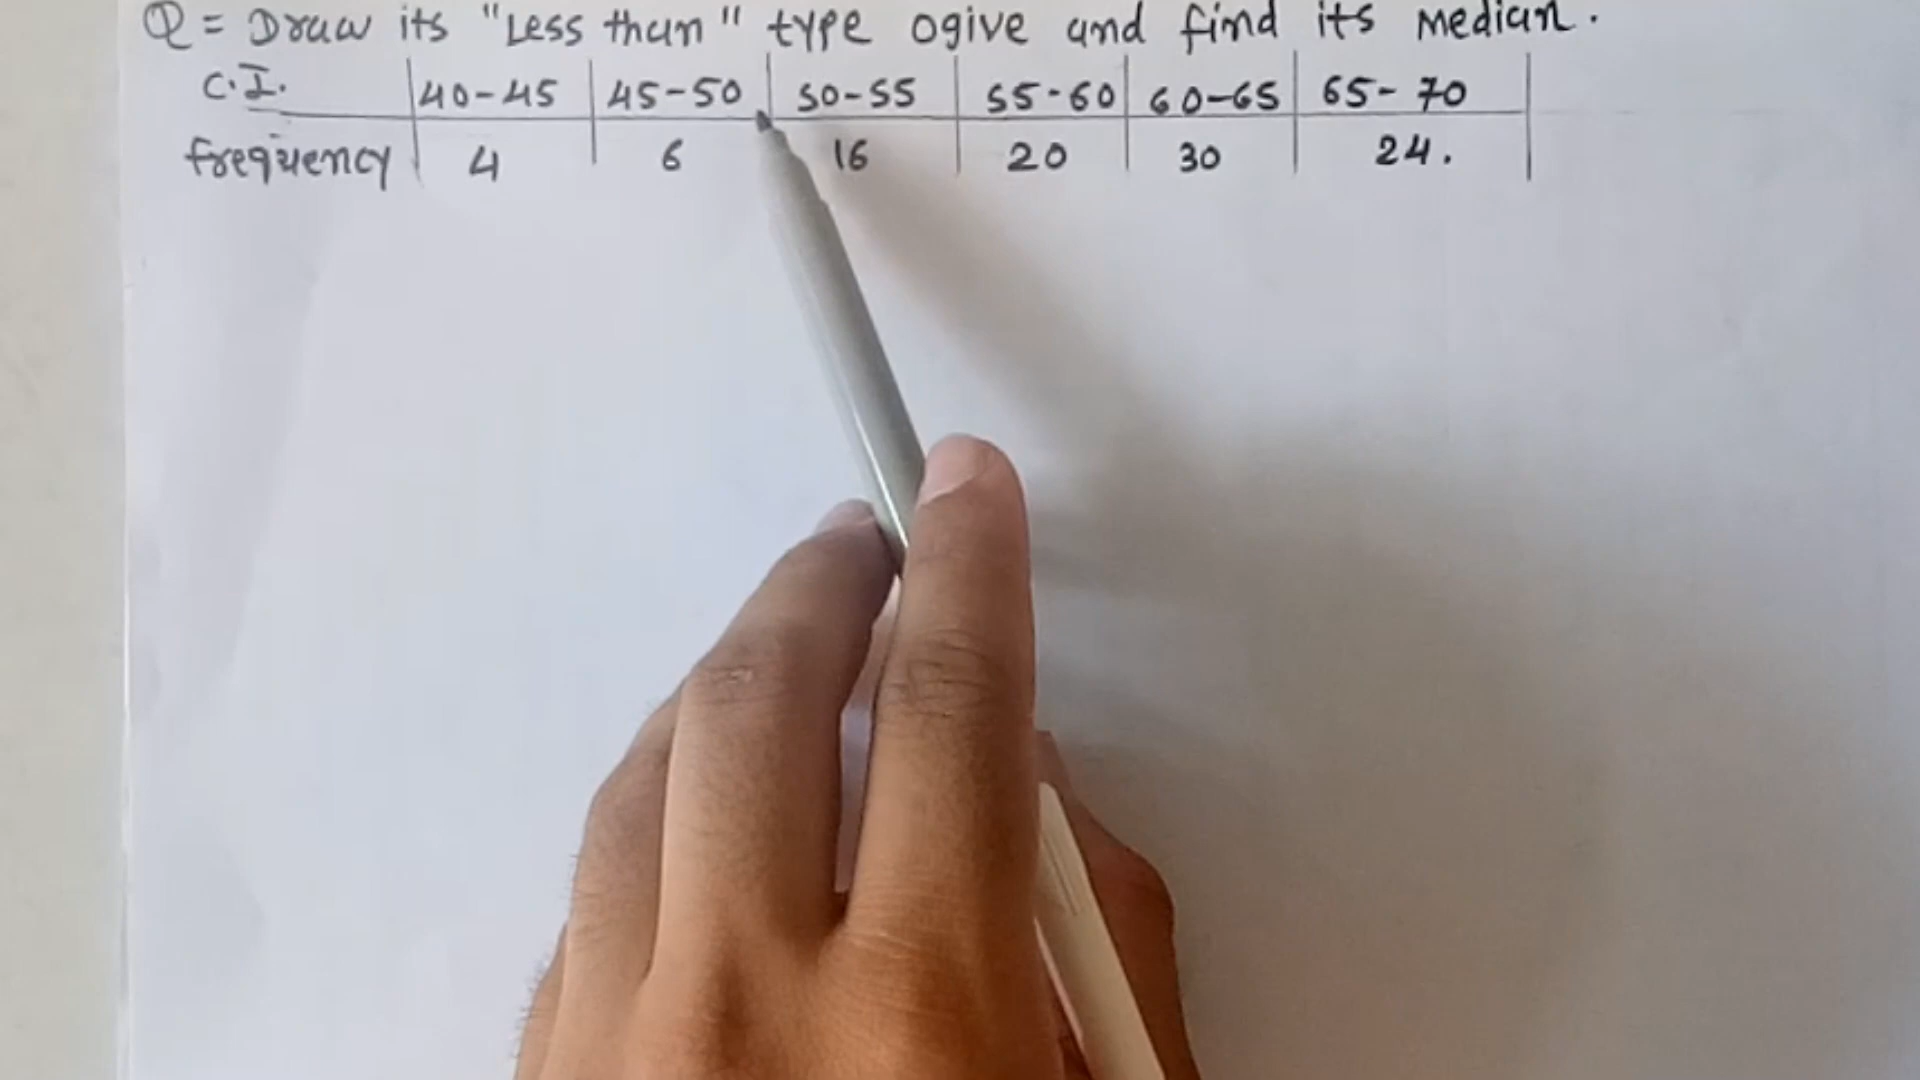 Q = Draw its "Less than" type ogive and find its median.
C.I. 40-45 45-50 50-55 55-60 60-65 65-70
frequency 4 6 16 20 30 24.